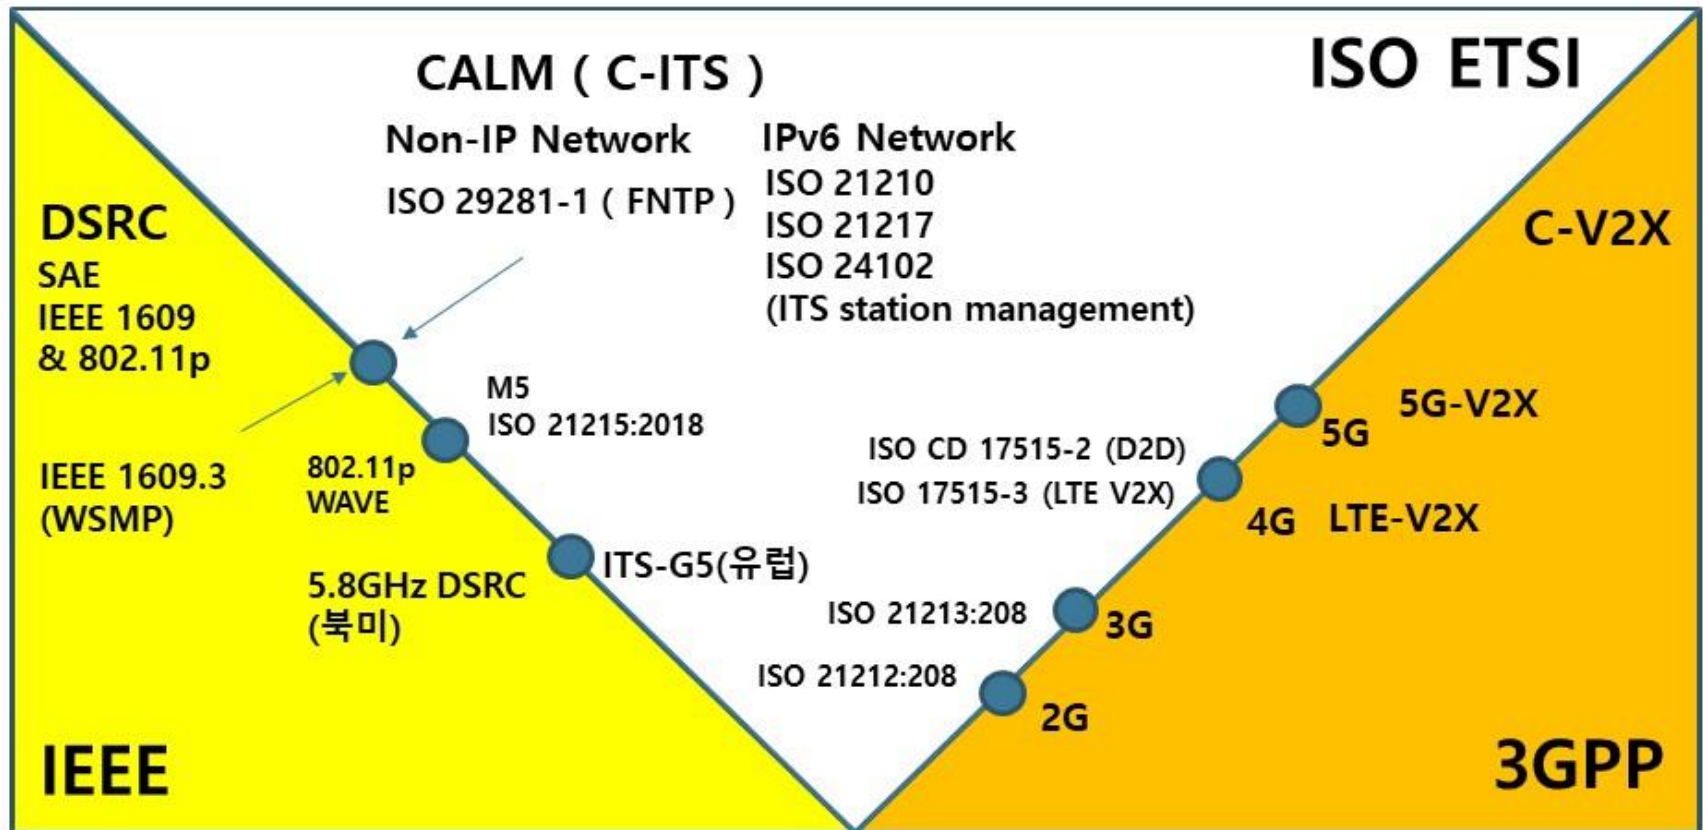 CALM ( C-ITS )
ISO ETSI
Non-IP Network
ISO 29281-1 ( FNTP )
IPv6 Network
ISO 21210
ISO 21217
ISO 24102
(ITS station management)
DSRC
SAE
IEEE 1609
& 802.11p
IEEE 1609.3
(WSMP)
M5
ISO 21215:2018
802.11p
WAVE
ITS-G5(유럽)
5.8GHz DSRC
(북미)
IEEE
C-V2X
5G-V2X
5G
ISO CD 17515-2 (D2D)
ISO 17515-3 (LTE V2X)
4G LTE-V2X
ISO 21213:208
3G
ISO 21212:208
2G
3GPP